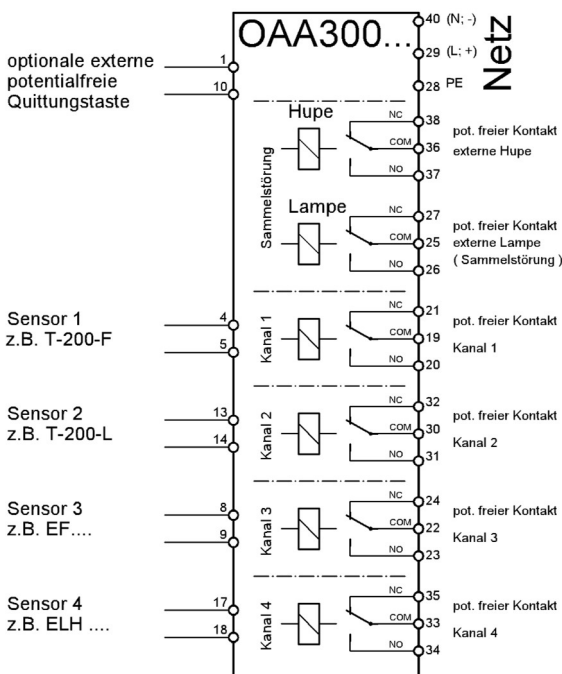 OAA300...
40 (N; -)
29 (L; +)
28 PE
Netz
optionale externe
potentialfreie
Quittungstaste
1
10
Sammelstörung
Hupe
NC
38
COM
36
NO
37
pot. freier Kontakt
externe Hupe
Lampe
NC
27
COM
25
NO
26
pot. freier Kontakt
externe Lampe
( Sammelstörung )
Sensor 1
z.B. T-200-F
4
5
Kanal 1
NC
21
COM
19
NO
20
pot. freier Kontakt
Kanal 1
Sensor 2
z.B. T-200-L
13
14
Kanal 2
NC
32
COM
30
NO
31
pot. freier Kontakt
Kanal 2
Sensor 3
z.B. EF....
8
9
Kanal 3
NC
24
COM
22
NO
23
pot. freier Kontakt
Kanal 3
Sensor 4
z.B. ELH ....
17
18
Kanal 4
NC
35
COM
33
NO
34
pot. freier Kontakt
Kanal 4